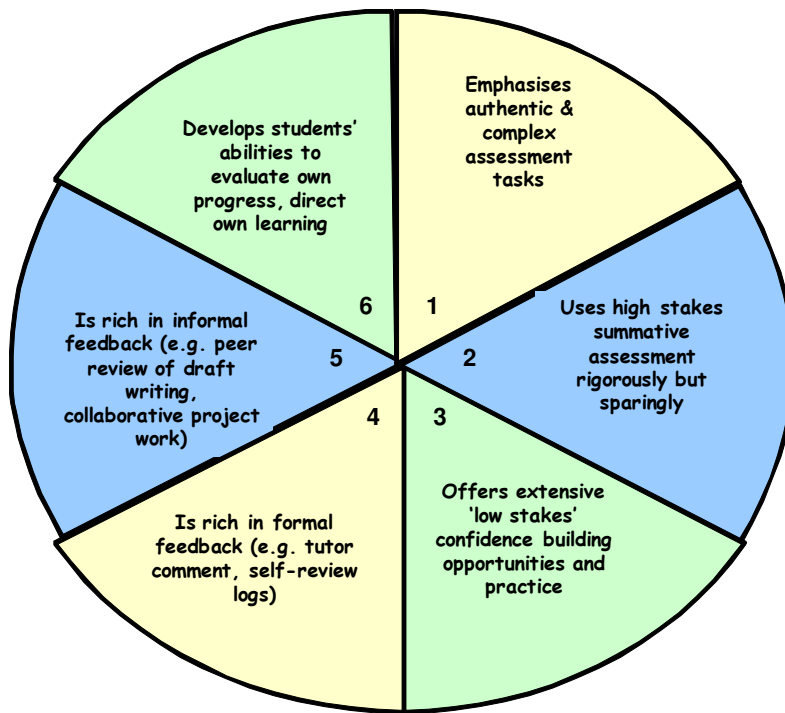 Emphasises
authentic &
complex
assessment
tasks
1
Uses high stakes
summative
assessment
rigorously but
sparingly
2
Offers extensive
‘low stakes’
confidence building
opportunities and
practice
3
Is rich in formal
feedback (e.g. tutor
comment, self-review
logs)
4
Is rich in informal
feedback (e.g. peer
review of draft
writing,
collaborative project
work)
5
Develops students’
abilities to
evaluate own
progress, direct
own learning
6